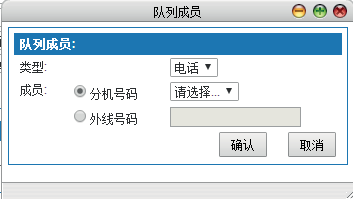 队列成员
队列成员:
类型: 电话
成员: 分机号码 请选择...
外线号码
确认 取消